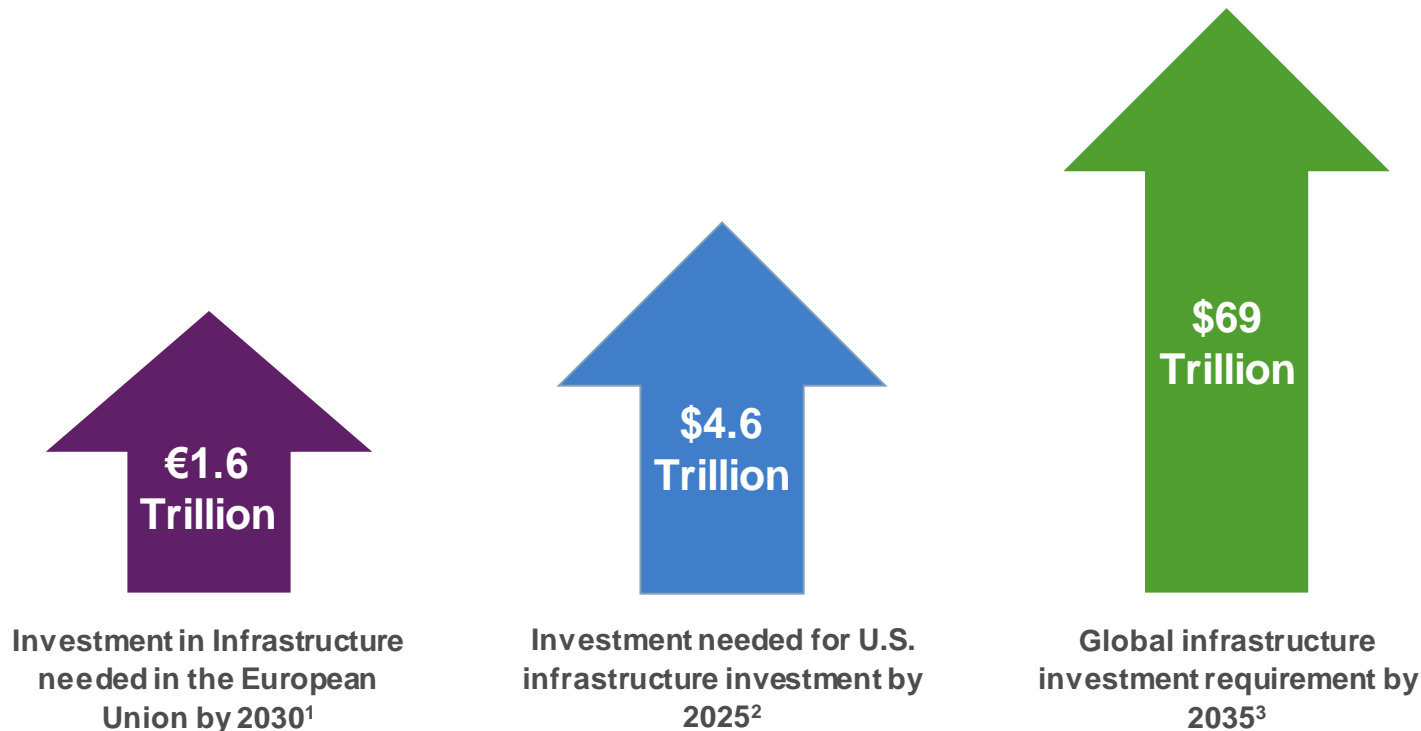 €1.6
Trillion
Investment in Infrastructure
needed in the European
Union by 2030¹
$4.6
Trillion
Investment needed for U.S.
infrastructure investment by
2025²
$69
Trillion
Global infrastructure
investment requirement by
2035³